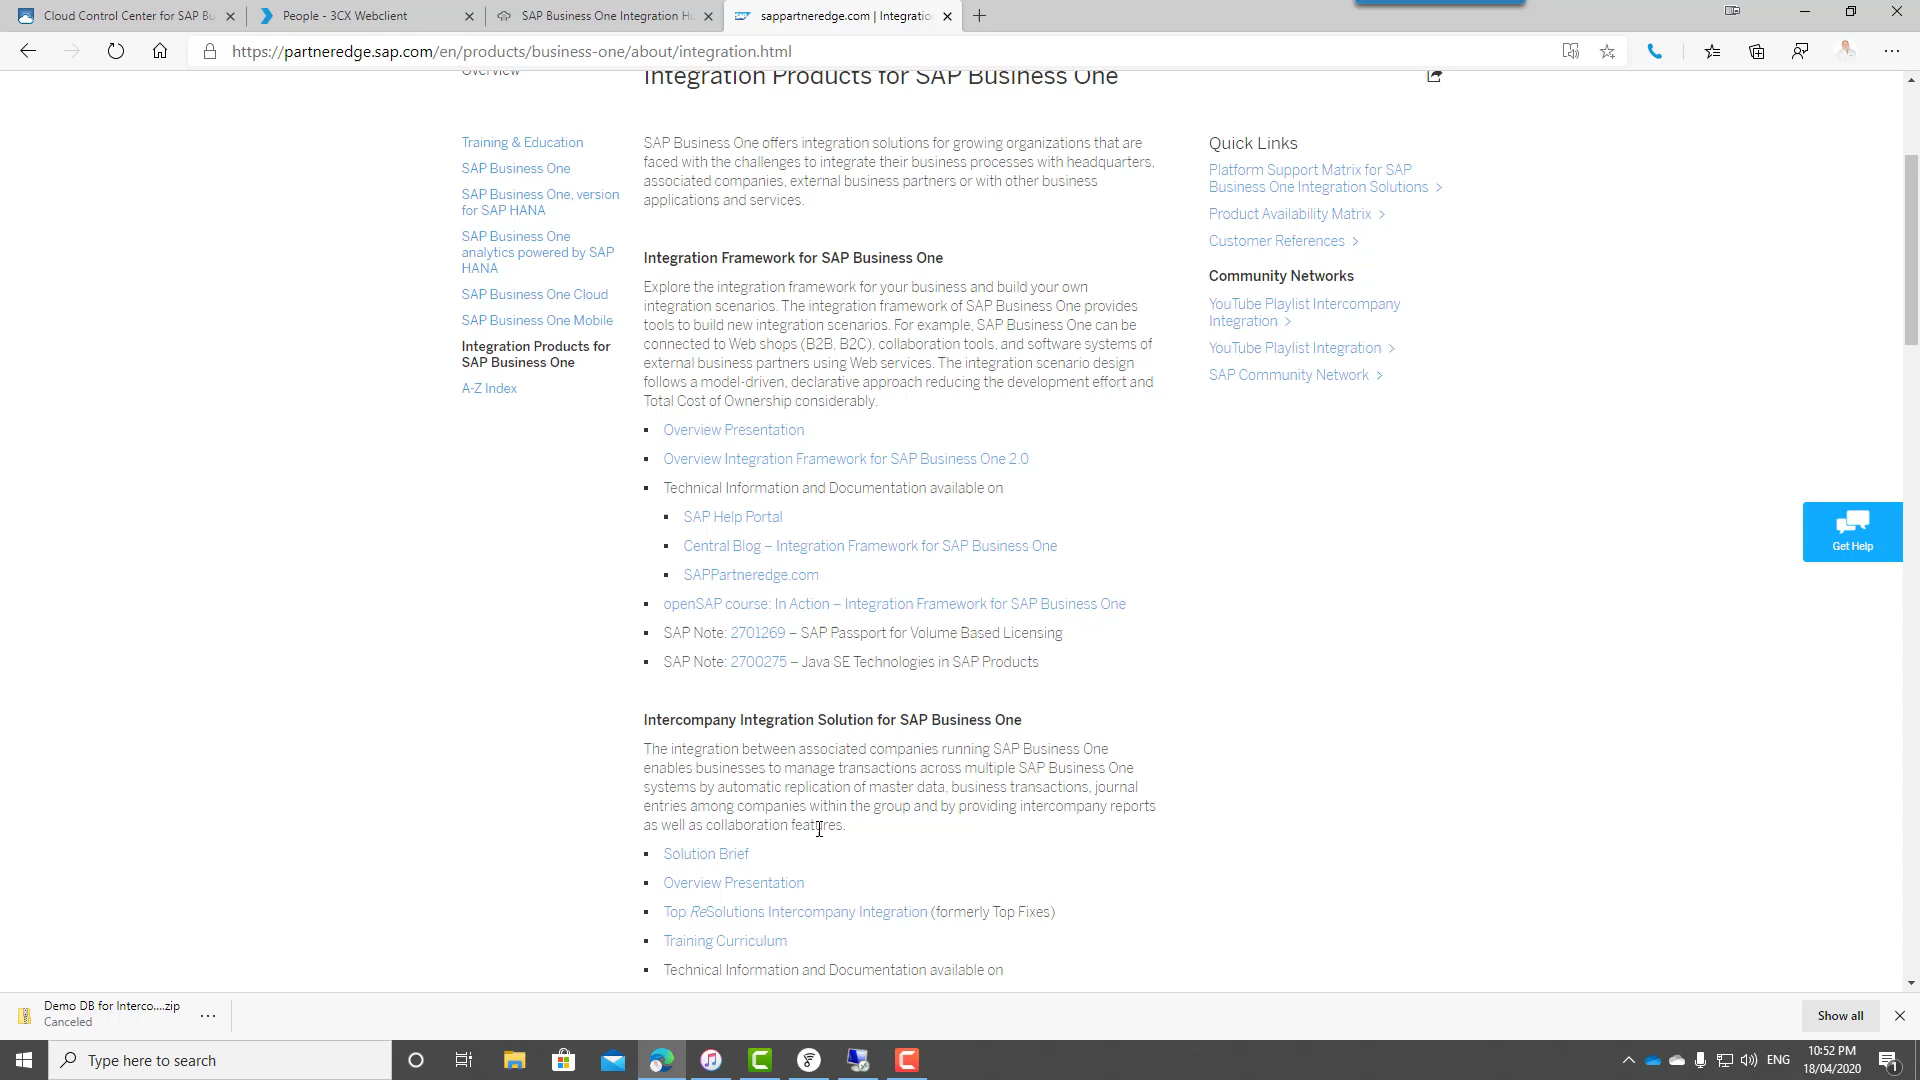 Cloud Control Center for SAP Bu
People - 3CX Webclient
SAP Business One Integration Hu
sappartneredge.com | Integratio
https://partneredge.sap.com/en/products/business-one/about/integration.html
Overview
Integration Products for SAP Business One
Training & Education
SAP Business One
SAP Business One, version
for SAP HANA
SAP Business One
analytics powered by SAP
HANA
SAP Business One Cloud
SAP Business One Mobile
Integration Products for
SAP Business One
A-Z Index
SAP Business One offers integration solutions for growing organizations that are
faced with the challenges to integrate their business processes with headquarters,
associated companies, external business partners or with other business
applications and services.
Integration Framework for SAP Business One
Explore the integration framework for your business and build your own
integration scenarios. The integration framework of SAP Business One provides
tools to build new integration scenarios. For example, SAP Business One can be
connected to Web shops (B2B, B2C), collaboration tools, and software systems of
external business partners using Web services. The integration scenario design
follows a model-driven, declarative approach reducing the development effort and
Total Cost of Ownership considerably.
Overview Presentation
Overview Integration Framework for SAP Business One 2.0
Technical Information and Documentation available on
SAP Help Portal
Central Blog – Integration Framework for SAP Business One
SAPPartneredge.com
openSAP course: In Action – Integration Framework for SAP Business One
SAP Note: 2701269 – SAP Passport for Volume Based Licensing
SAP Note: 2700275 – Java SE Technologies in SAP Products
Intercompany Integration Solution for SAP Business One
The integration between associated companies running SAP Business One
enables businesses to manage transactions across multiple SAP Business One
systems by automatic replication of master data, business transactions, journal
entries among companies within the group and by providing intercompany reports
as well as collaboration features.
Solution Brief
Overview Presentation
Top ReSolutions Intercompany Integration (formerly Top Fixes)
Training Curriculum
Technical Information and Documentation available on
Quick Links
Platform Support Matrix for SAP
Business One Integration Solutions >
Product Availability Matrix >
Customer References >
Community Networks
YouTube Playlist Intercompany
Integration >
YouTube Playlist Integration >
SAP Community Network >
Get Help
Demo DB for Interco....zip
Canceled
Show all
Type here to search
ENG
10:52 PM
18/04/2020
1